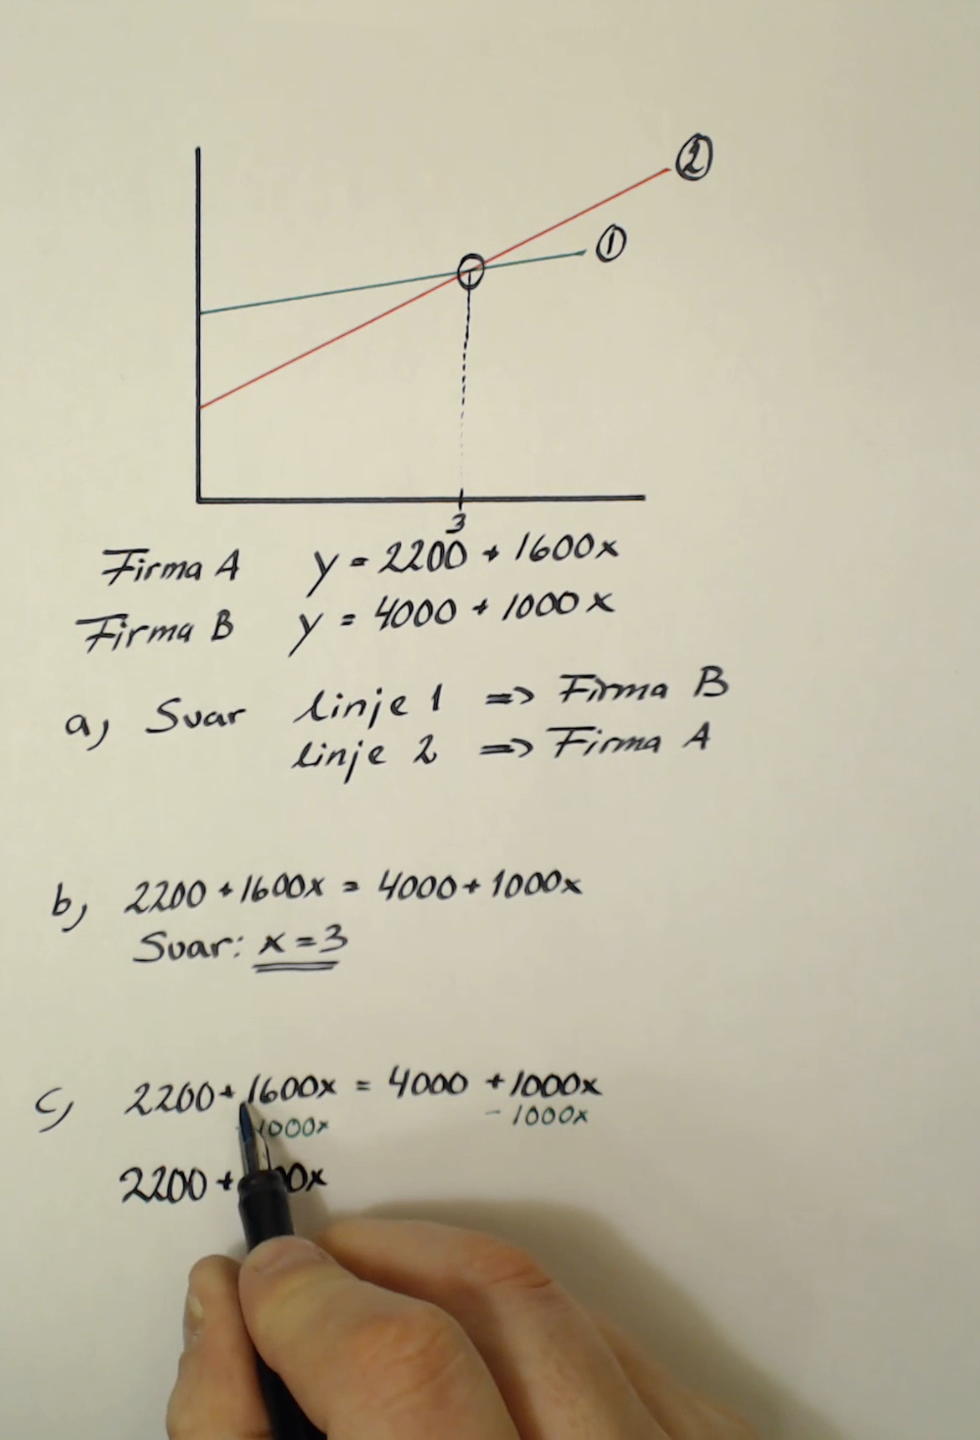 2
1
3
Firma A y = 2200 + 1600x
Firma B y = 4000 + 1000x
a) Svar linje 1 => Firma B
linje 2 => Firma A
b) 2200 + 1600x = 4000 + 1000x
Svar: x = 3
c) 2200 + 1600x = 4000 + 1000x
1000x - 1000x
2200 +